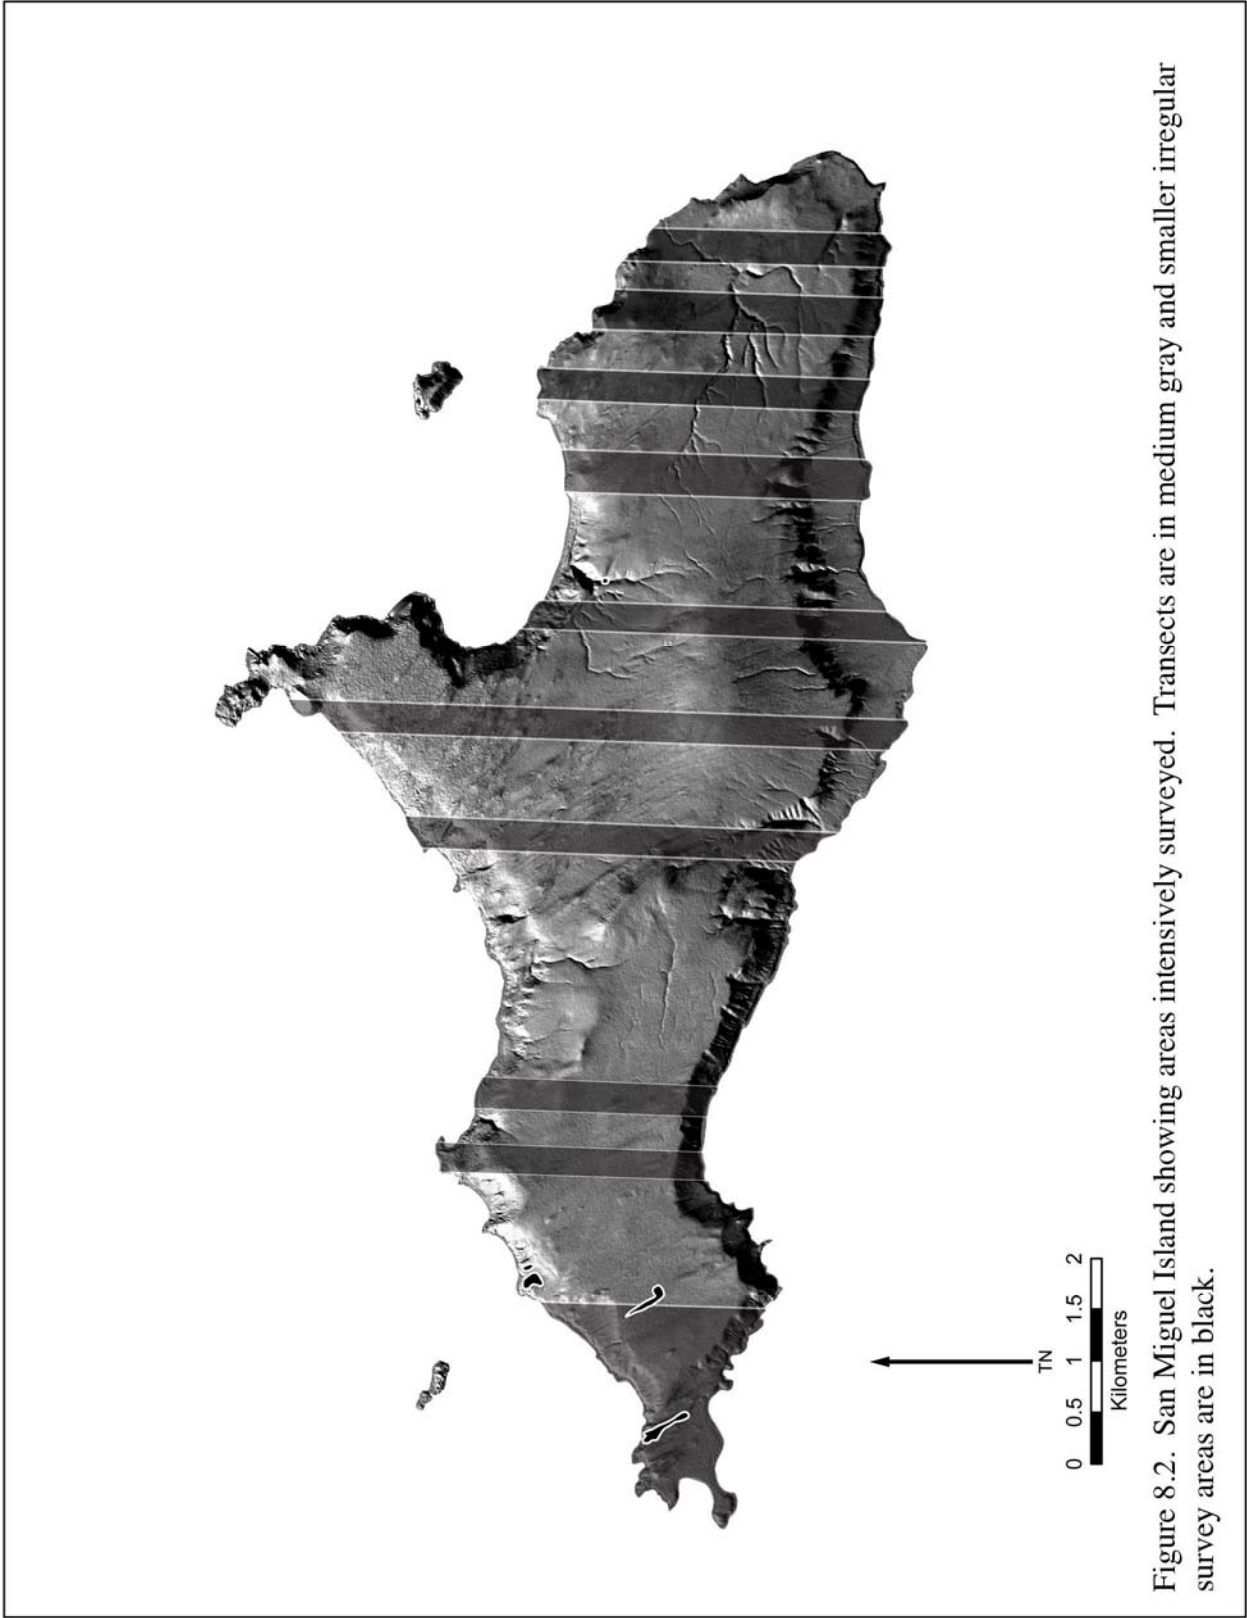 TN
0 0.5 1 1.5 2
Kilometers
Figure 8.2. San Miguel Island showing areas intensively surveyed. Transects are in medium gray and smaller irregular
survey areas are in black.